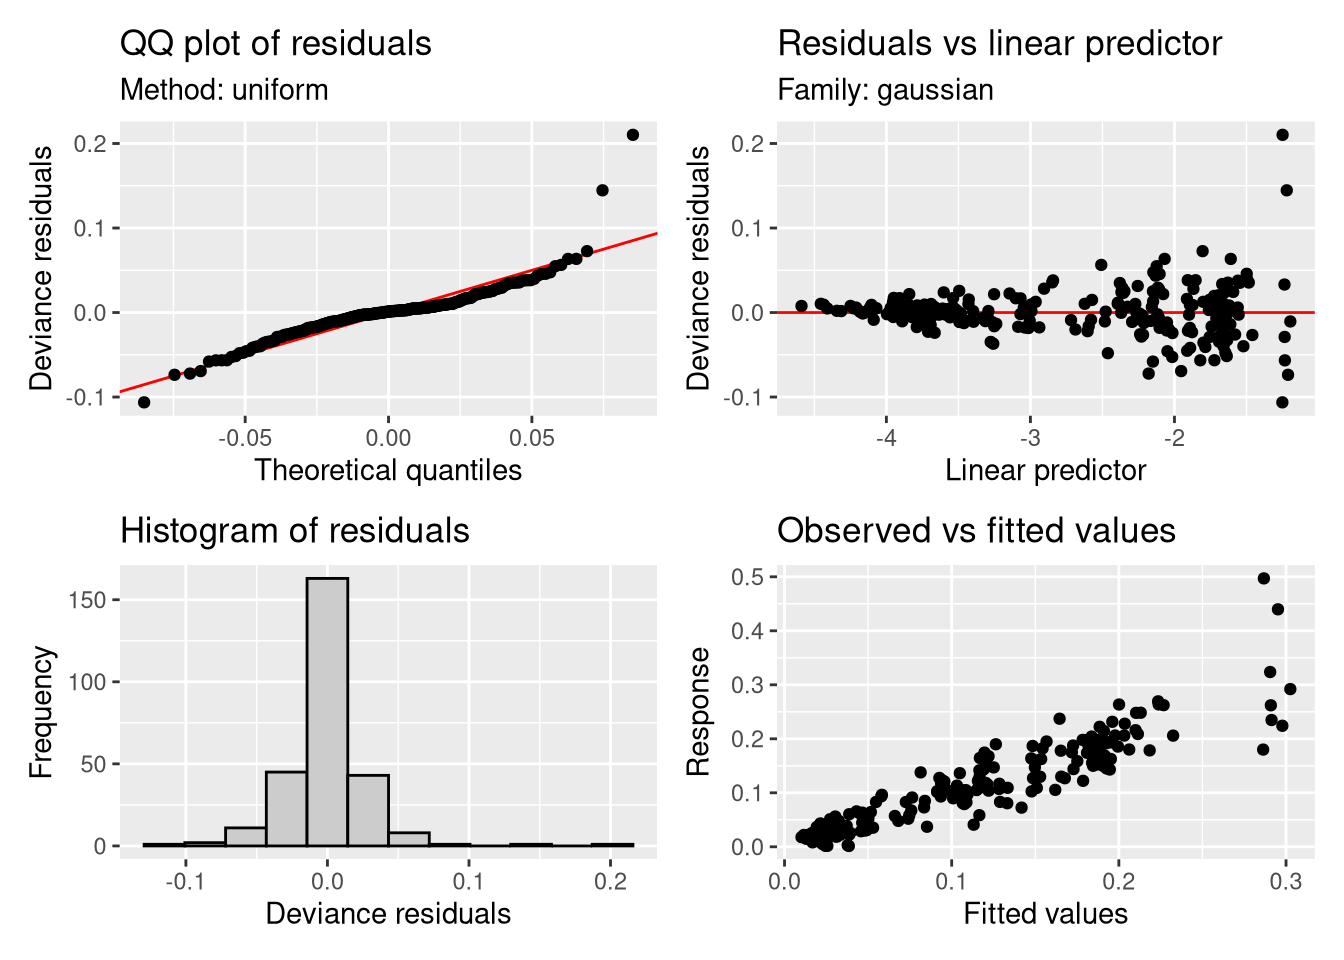 QQ plot of residuals
Method: uniform
Deviance residuals
0.2
0.1
0.0
-0.1
-0.05
0.00
0.05
Theoretical quantiles
Residuals vs linear predictor
Family: gaussian
Deviance residuals
0.2
0.1
0.0
-0.1
-4
-3
-2
Linear predictor
Histogram of residuals
Frequency
150
100
50
0
-0.1
0.0
0.1
0.2
Deviance residuals
Observed vs fitted values
Response
0.5
0.4
0.3
0.2
0.1
0.0
0.0
0.1
0.2
0.3
Fitted values